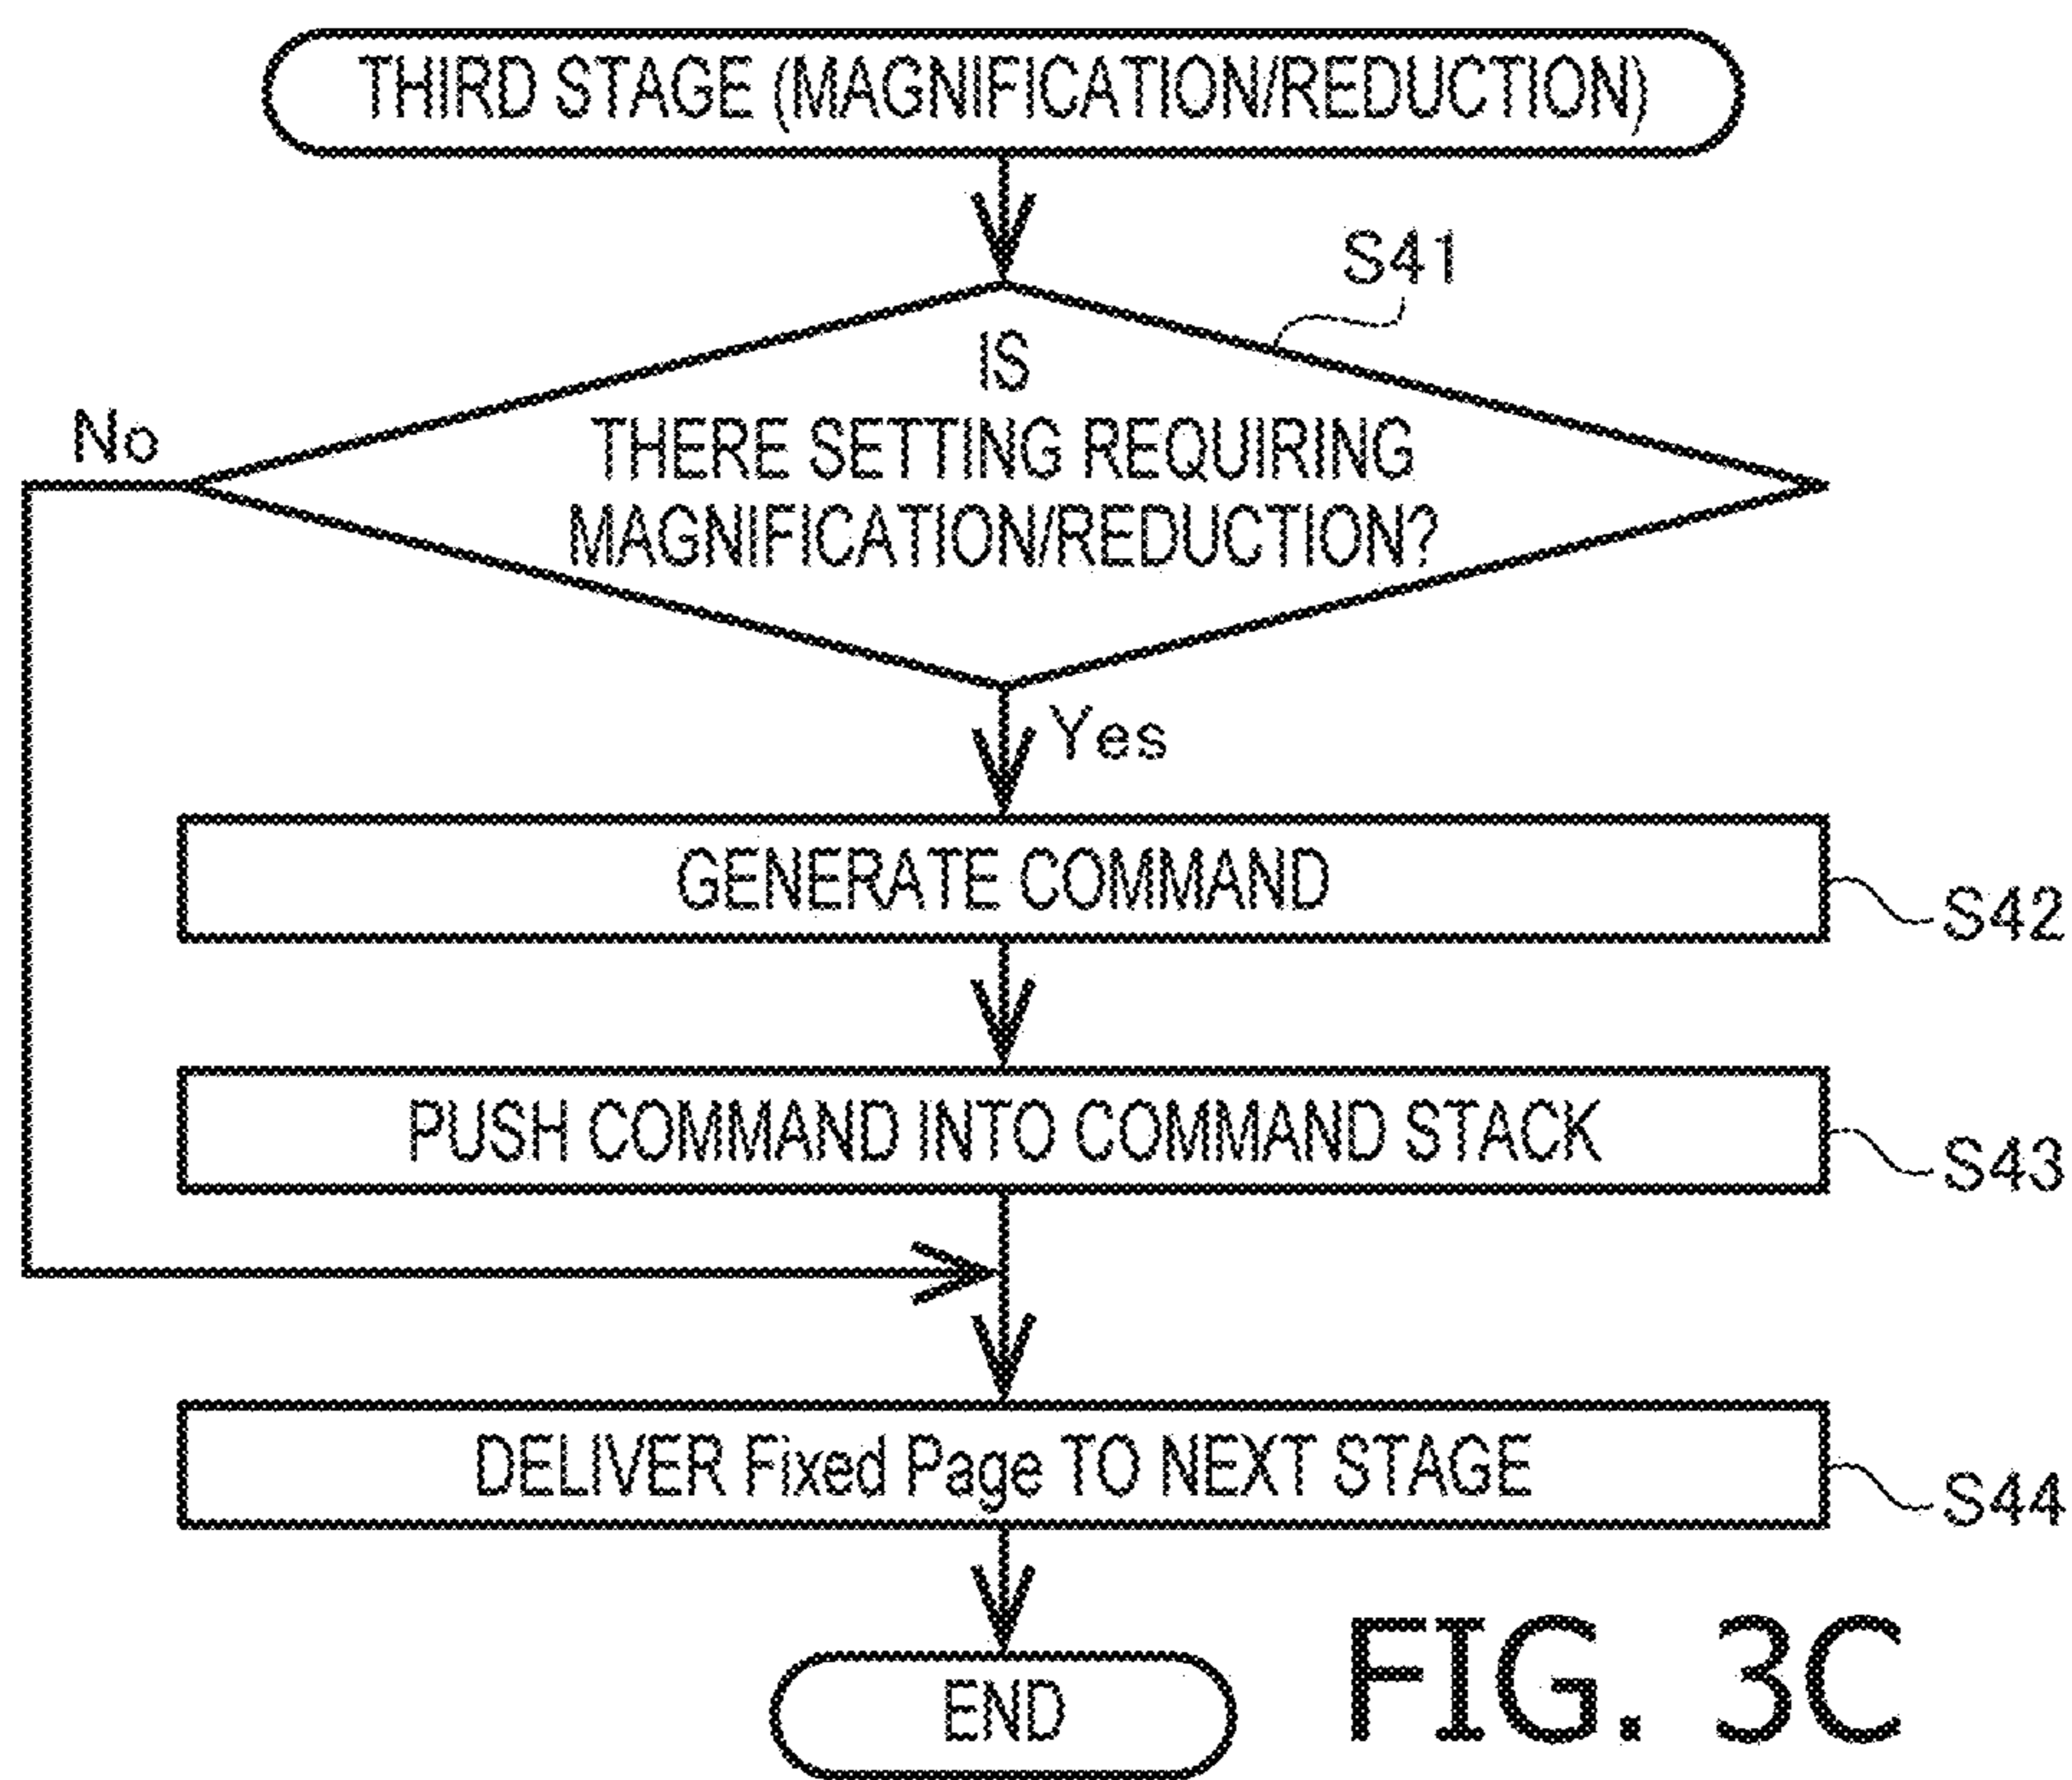 THIRD STAGE (MAGNIFICATION/REDUCTION)
S41
IS
THERE SETTING REQUIRING
MAGNIFICATION/REDUCTION?
No
Yes
GENERATE COMMAND
S42
PUSH COMMAND INTO COMMAND STACK
S43
DELIVER Fixed Page TO NEXT STAGE
S44
END
FIG. 3C